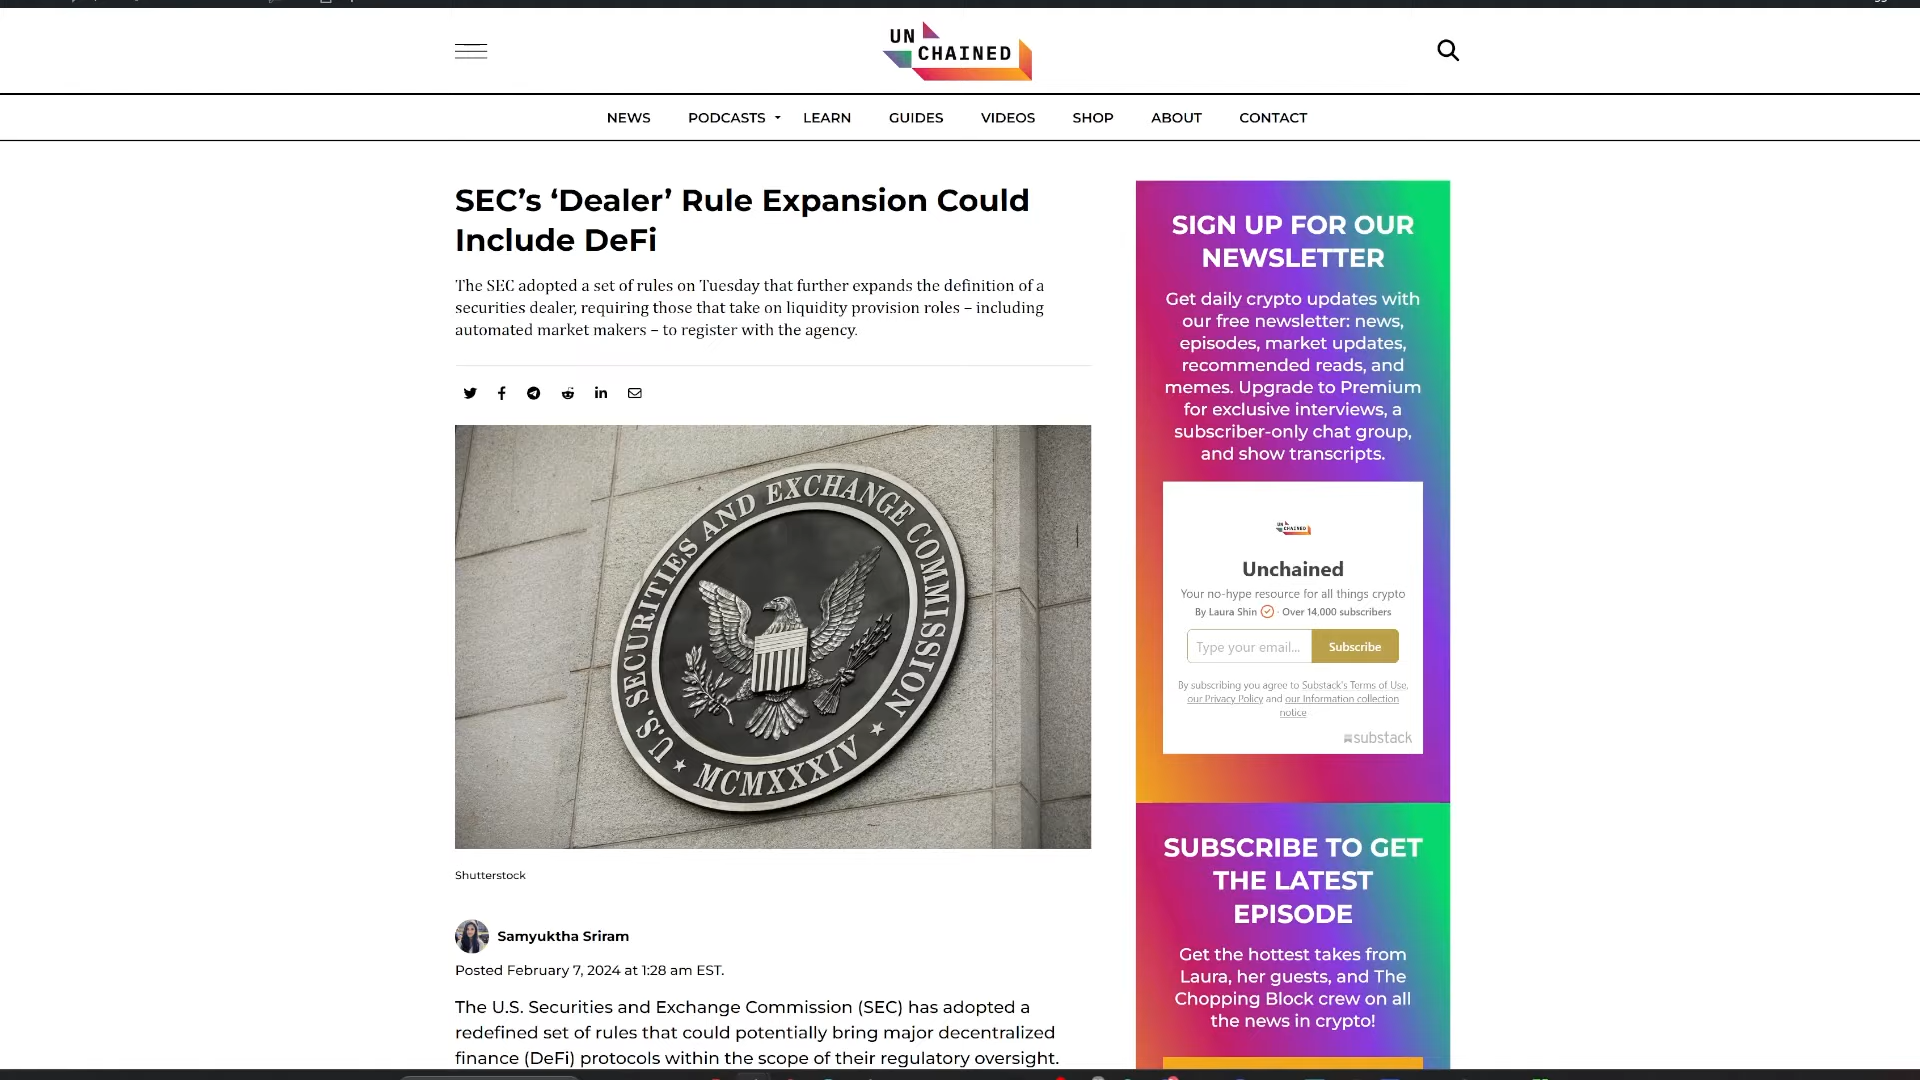 UN
CHAINED
NEWS PODCASTS LEARN GUIDES VIDEOS SHOP ABOUT CONTACT
SEC’s ‘Dealer’ Rule Expansion Could
Include DeFi
The SEC adopted a set of rules on Tuesday that further expands the definition of a
securities dealer, requiring those that take on liquidity provision roles – including
automated market makers – to register with the agency.
U.S. SECURITIES AND EXCHANGE COMMISSION
MCMXXXIV
Shutterstock
Samyuktha Sriram
Posted February 7, 2024 at 1:28 am EST.
The U.S. Securities and Exchange Commission (SEC) has adopted a
redefined set of rules that could potentially bring major decentralized
finance (DeFi) protocols within the scope of their regulatory oversight.
SIGN UP FOR OUR
NEWSLETTER
Get daily crypto updates with
our free newsletter: news,
episodes, market updates,
recommended reads, and
memes. Upgrade to Premium
for exclusive interviews, a
subscriber-only chat group,
and show transcripts.
UN
CHAINED
Unchained
Your no-hype resource for all things crypto
By Laura Shin · Over 14,000 subscribers
Type your email... Subscribe
By subscribing you agree to Substack's Terms of Use,
our Privacy Policy and our Information collection
notice
substack
SUBSCRIBE TO GET
THE LATEST
EPISODE
Get the hottest takes from
Laura, her guests, and The
Chopping Block crew on all
the news in crypto!